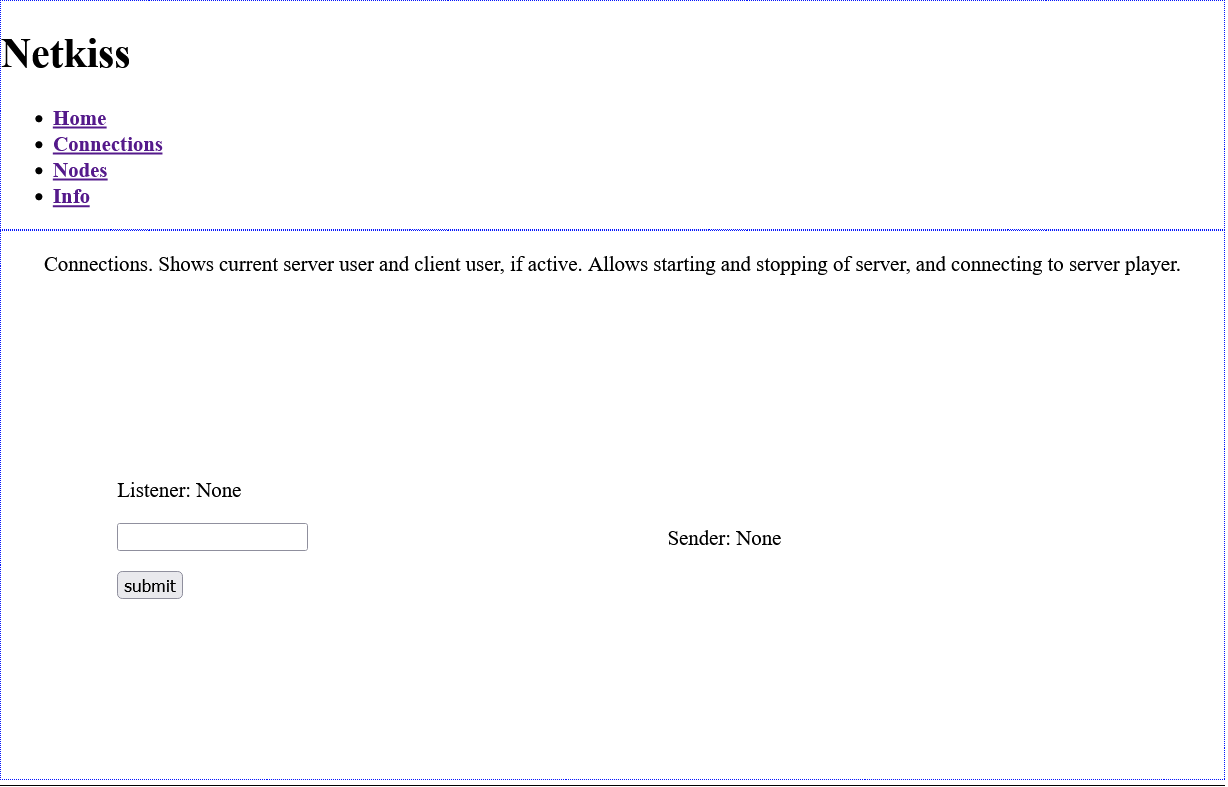 Netkiss
Home
Connections
Nodes
Info
Connections. Shows current server user and client user, if active. Allows starting and stopping of server, and connecting to server player.
Listener: None
Sender: None
submit